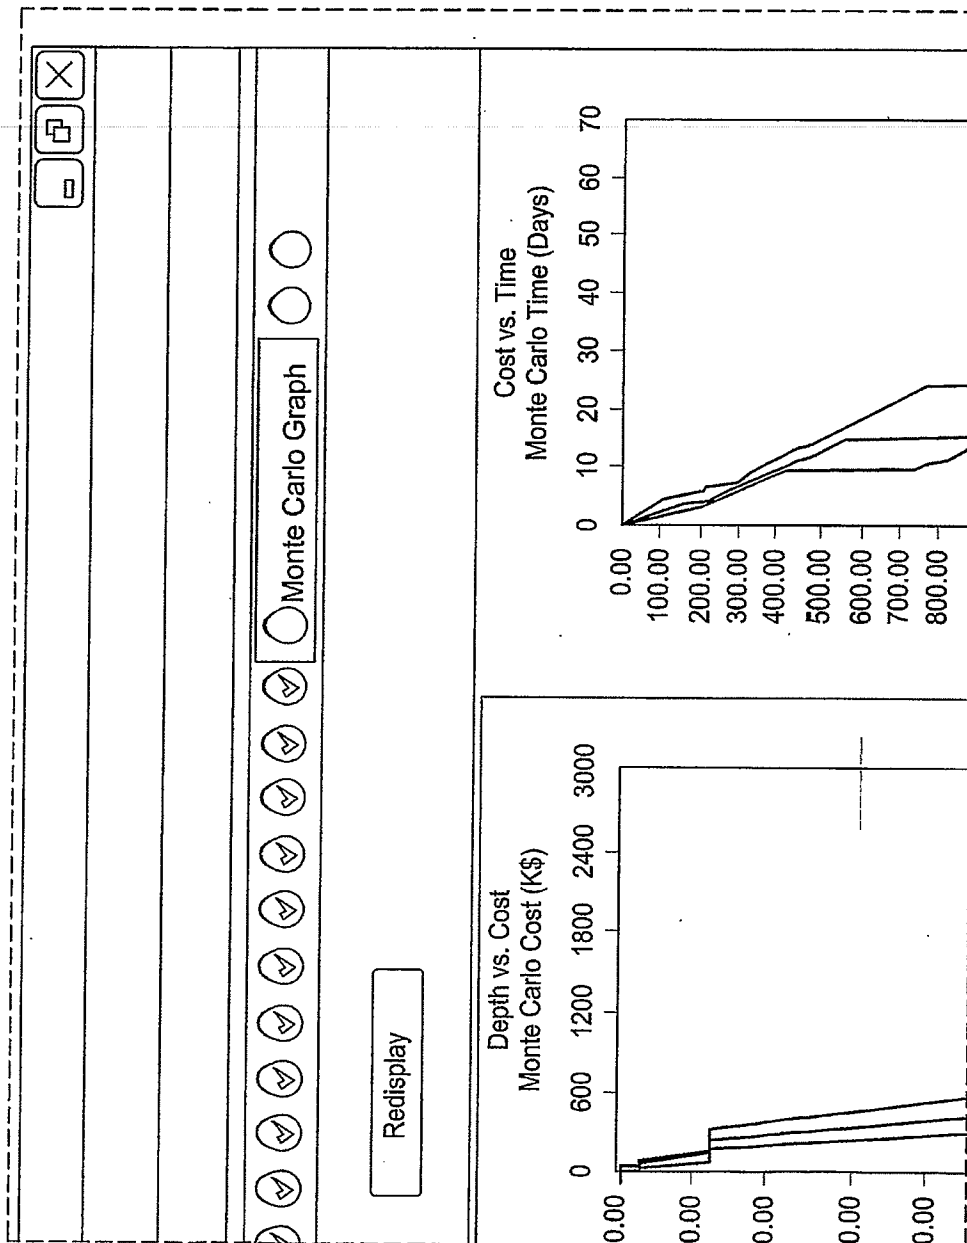 Monte Carlo Graph
Redisplay
Depth vs. Cost
Monte Carlo Cost (K$)
0 600 1200 1800 2400 3000
0.00
0.00
0.00
0.00
0.00
Cost vs. Time
Monte Carlo Time (Days)
0 10 20 30 40 50 60 70
0.00
100.00
200.00
300.00
400.00
500.00
600.00
700.00
800.00